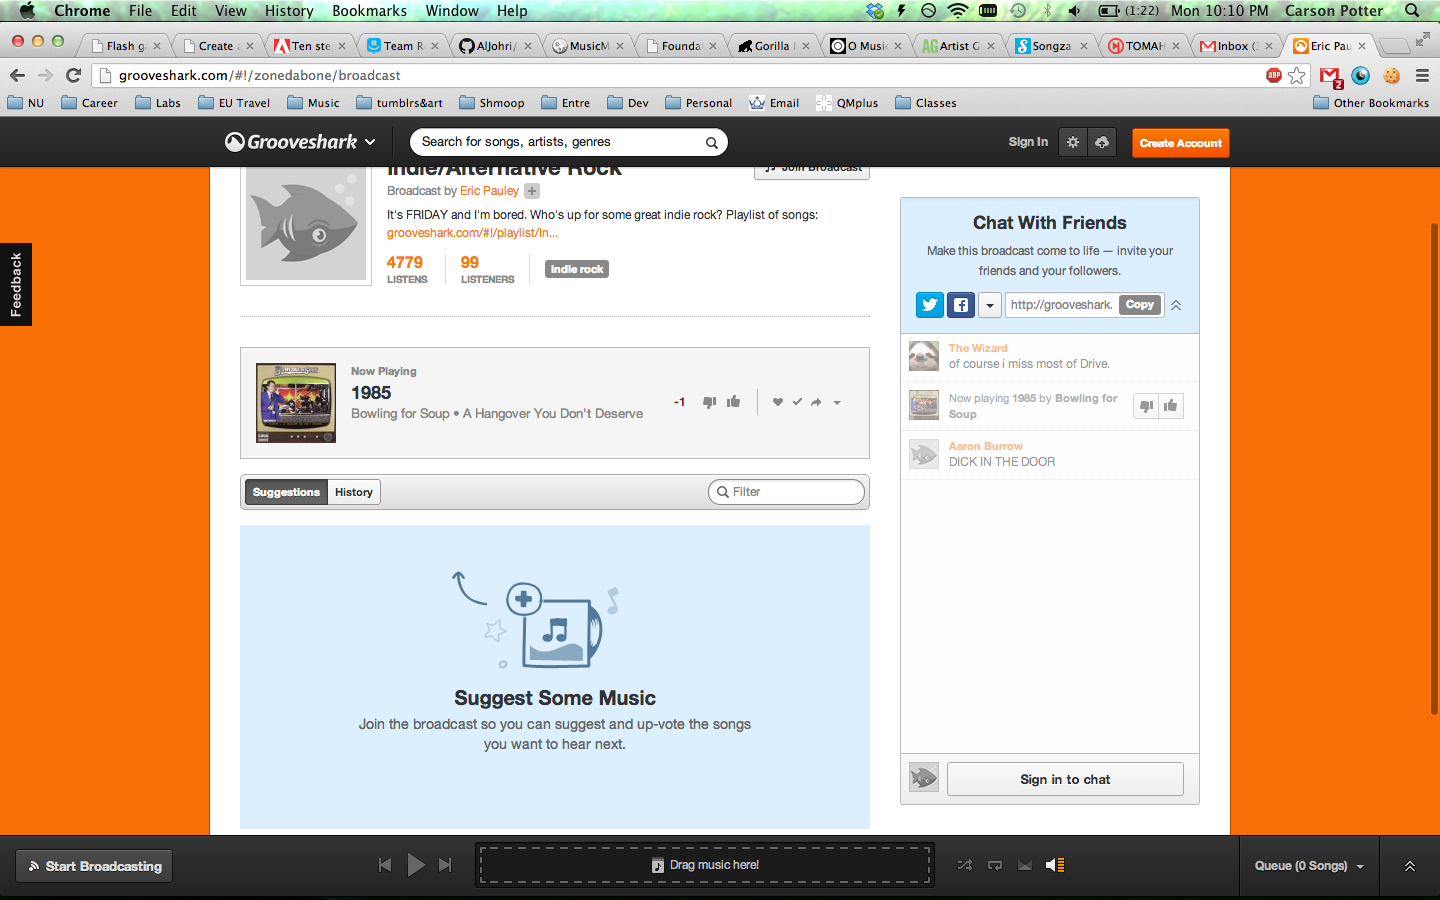 Chrome File Edit View History Bookmarks Window Help (1:22) Mon 10:10 PM Carson Potter
Flash g Create Ten ste Team R AlJohri/ MusicM Founda Gorilla O Music Artist G Songza TOMAH Inbox ( Eric Pau
grooveshark.com/#!/zonedabone/broadcast ABP 2
NU Career Labs EU Travel Music tumblrs&art Shmoop Entre Dev Personal Email QMplus Classes Other Bookmarks
Grooveshark Search for songs, artists, genres Sign In Create Account
Indie/Alternative Rock Join Broadcast
Broadcast by Eric Pauley
It's FRIDAY and I'm bored. Who's up for some great indie rock? Playlist of songs:
grooveshark.com/#!/playlist/In...
4779 99 indie rock
LISTENS LISTENERS
Feedback
Chat With Friends
Make this broadcast come to life — invite your
friends and your followers.
http://grooveshark. Copy
The Wizard
of course i miss most of Drive.
Now playing 1985 by Bowling for
Soup
Aaron Burrow
DICK IN THE DOOR
Now Playing
1985
Bowling for Soup • A Hangover You Don't Deserve
-1
Suggestions History Filter
Suggest Some Music
Join the broadcast so you can suggest and up-vote the songs
you want to hear next.
Sign in to chat
Start Broadcasting Drag music here! Queue (0 Songs)